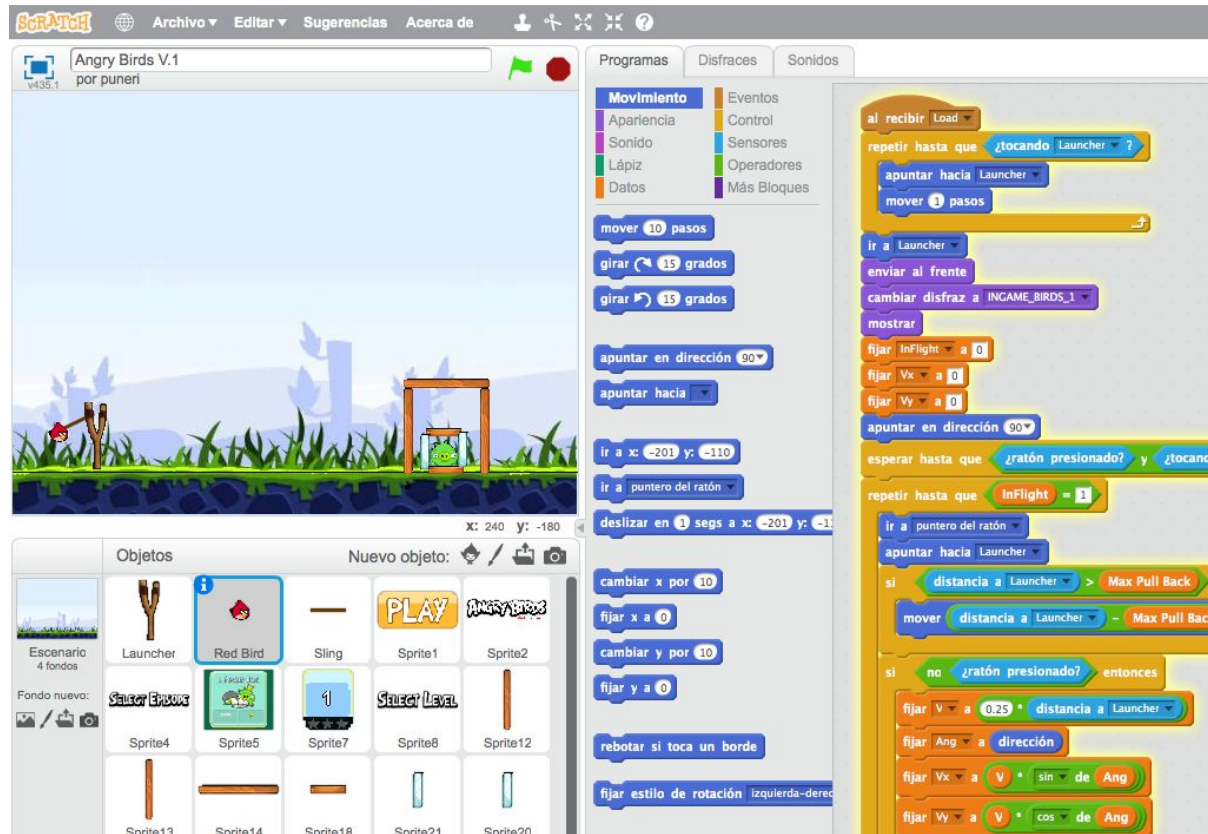 SCRATCH
Archivo Editar Sugerencias Acerca de
v435.1
Angry Birds V.1
por puneri
X: 240 y: -180
Objetos
Nuevo objeto:
Escenario
4 fondos
Fondo nuevo:
Launcher
Red Bird
Sling
PLAY
Sprite1
ANGRY BIRDS
Sprite2
SELECT EPISODE
Sprite4
Sprite5
1
Sprite7
SELECT LEVEL
Sprite8
Sprite12
Sprite13
Sprite14
Sprite18
Sprite21
Sprite20
Programas
Disfraces
Sonidos
Movimiento
Eventos
Apariencia
Control
Sonido
Sensores
Lápiz
Operadores
Datos
Más Bloques
mover 10 pasos
girar 15 grados
girar 15 grados
apuntar en dirección 90
apuntar hacia
ir a x: -201 y: -110
ir a puntero del ratón
deslizar en 1 segs a x: -201 y: -11
cambiar x por 10
fijar x a 0
cambiar y por 10
fijar y a 0
rebotar si toca un borde
fijar estilo de rotación izquierda-derec
al recibir Load
repetir hasta que ¿tocando Launcher ?
apuntar hacia Launcher
mover 1 pasos
ir a Launcher
enviar al frente
cambiar disfraz a INGAME_BIRDS_1
mostrar
fijar InFlight a 0
fijar Vx a 0
fijar Vy a 0
apuntar en dirección 90
esperar hasta que ¿ratón presionado? y ¿tocand
repetir hasta que InFlight = 1
ir a puntero del ratón
apuntar hacia Launcher
si distancia a Launcher > Max Pull Back
mover distancia a Launcher - Max Pull Bac
si no ¿ratón presionado? entonces
fijar V a 0.25 * distancia a Launcher
fijar Ang a dirección
fijar Vx a V * sin de Ang
fijar Vy a V * cos de Ang